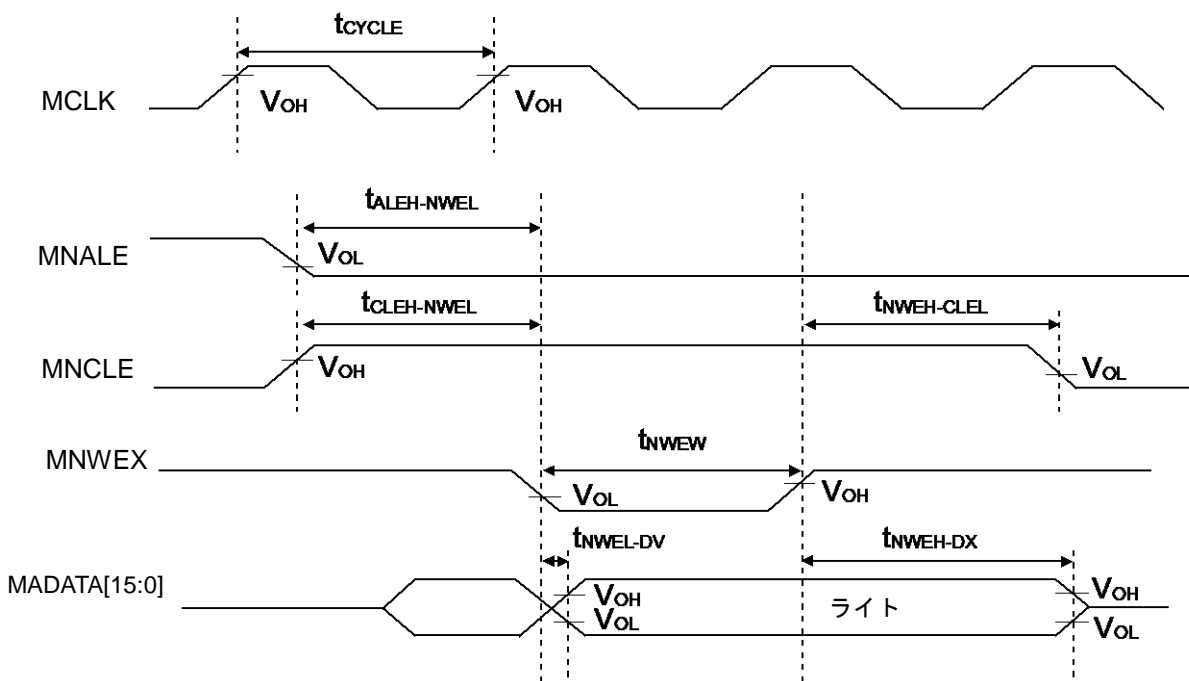 tCYCLE
MCLK
VOH
VOH
tALEH-NWEL
MNALE
VOL
tCLEH-NWEL
tNWEH-CLEL
MNCLE
VOH
VOL
tNWEW
MNWEX
VOL
VOH
tNWEL-DV
tNWEH-DX
MADATA[15:0]
VOH
VOL
ライト
VOH
VOL